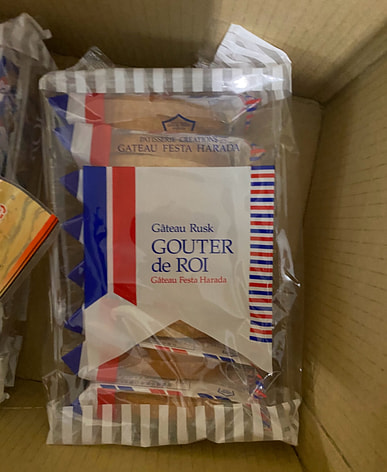 PATISSERIE CREATIONS
GATEAU FESTA HARADA
Gâteau Rusk
GOUTER
de ROI
Gâteau Festa Harada